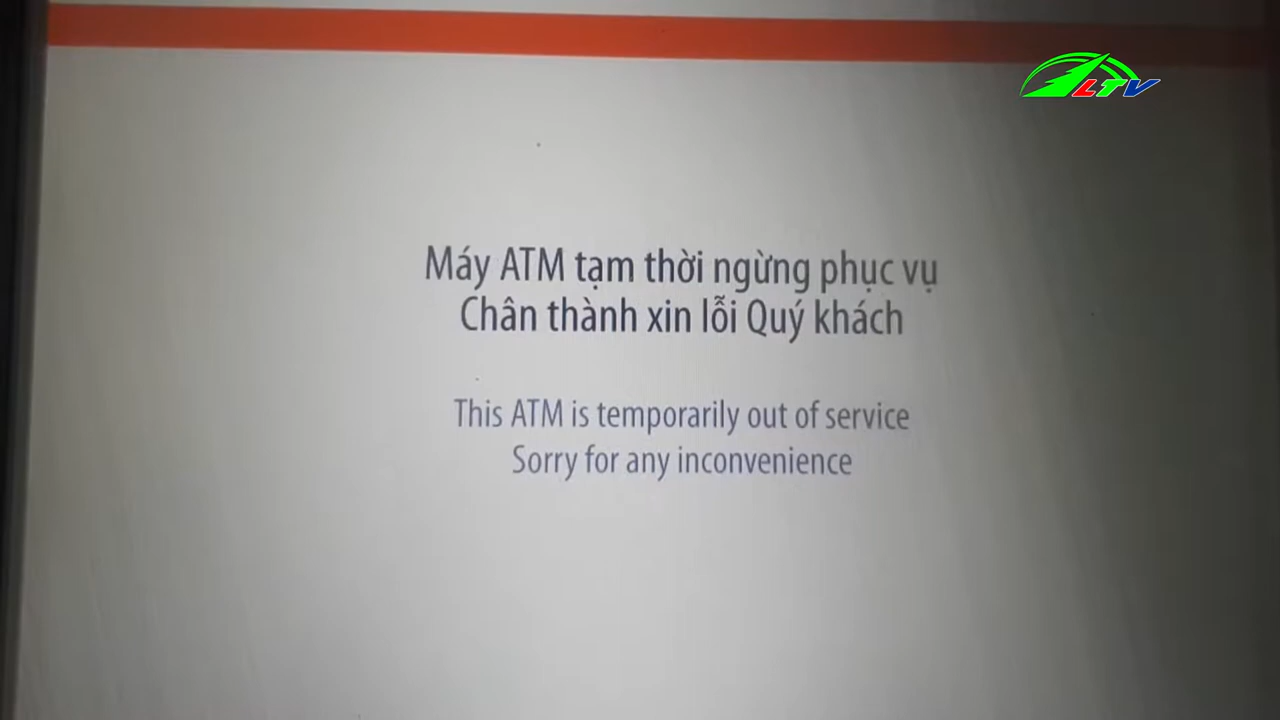 LTV
Máy ATM tạm thời ngừng phục vụ
Chân thành xin lỗi Quý khách
This ATM is temporarily out of service
Sorry for any inconvenience